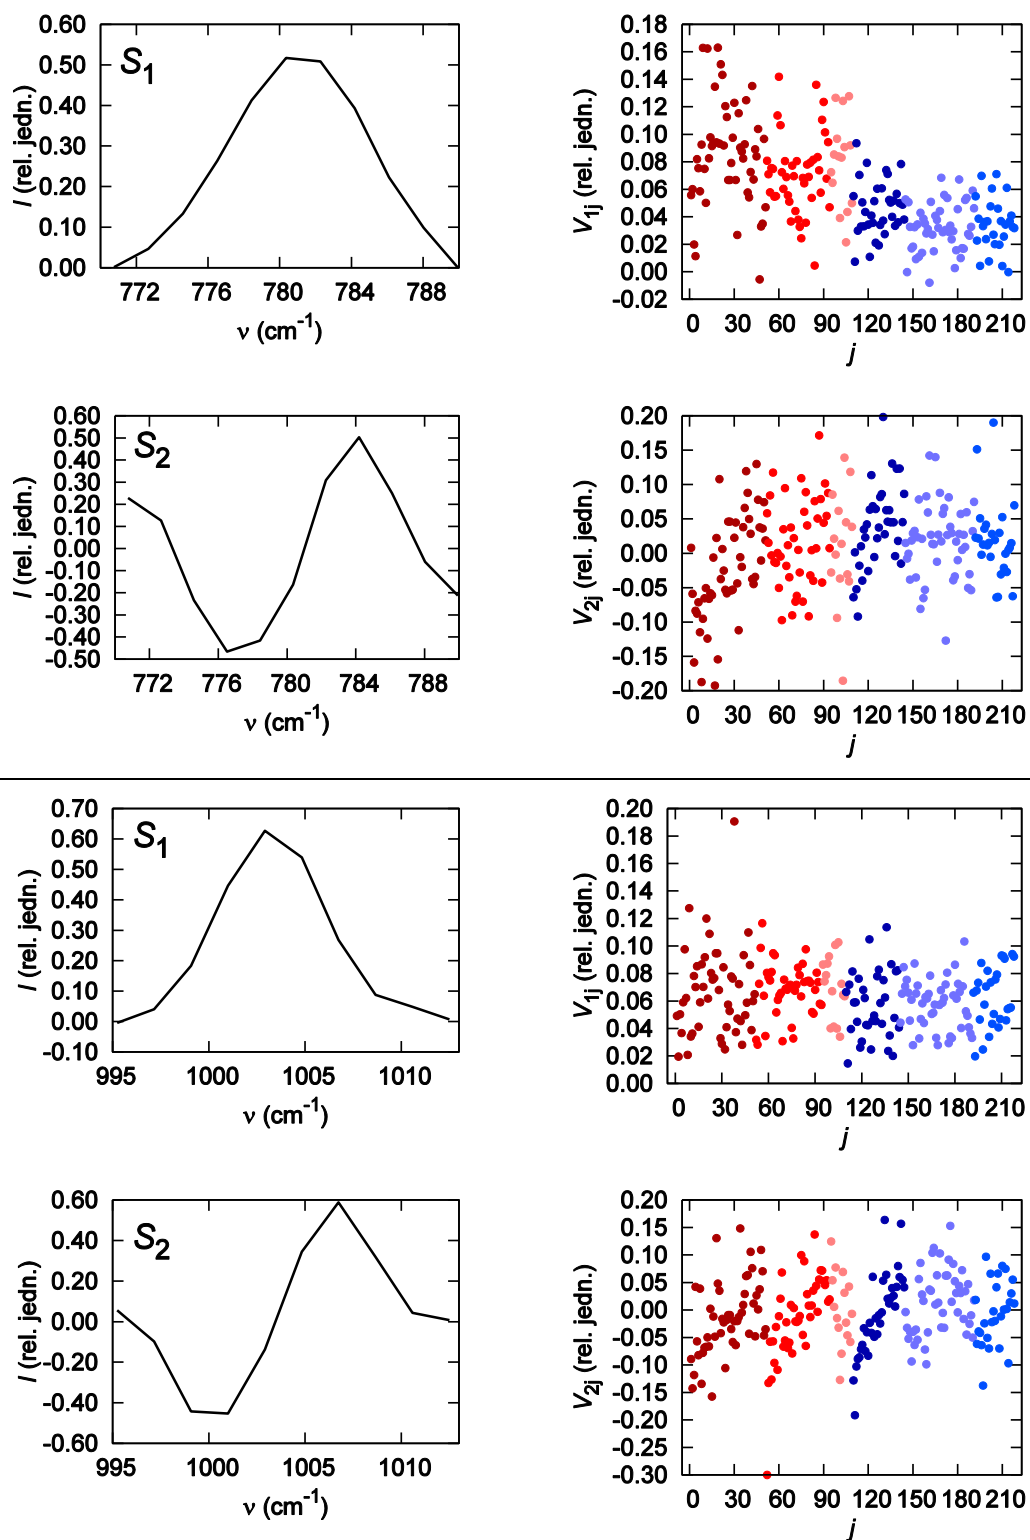 0.60
0.50
0.40
0.30
0.20
0.10
0.00
I (rel. jedn.)
S1
772 776 780 784 788
ν (cm-1)
0.18
0.16
0.14
0.12
0.10
0.08
0.06
0.04
0.02
0.00
-0.02
V1j (rel. jedn.)
0 30 60 90 120 150 180 210
j
0.60
0.50
0.40
0.30
0.20
0.10
0.00
-0.10
-0.20
-0.30
-0.40
-0.50
I (rel. jedn.)
S2
772 776 780 784 788
ν (cm-1)
0.20
0.15
0.10
0.05
0.00
-0.05
-0.10
-0.15
-0.20
V2j (rel. jedn.)
0 30 60 90 120 150 180 210
j
0.70
0.60
0.50
0.40
0.30
0.20
0.10
0.00
-0.10
I (rel. jedn.)
S1
995 1000 1005 1010
ν (cm-1)
0.20
0.18
0.16
0.14
0.12
0.10
0.08
0.06
0.04
0.02
0.00
V1j (rel. jedn.)
0 30 60 90 120 150 180 210
j
0.60
0.40
0.20
0.00
-0.20
-0.40
-0.60
I (rel. jedn.)
S2
995 1000 1005 1010
ν (cm-1)
0.20
0.15
0.10
0.05
0.00
-0.05
-0.10
-0.15
-0.20
-0.25
-0.30
V2j (rel. jedn.)
0 30 60 90 120 150 180 210
j